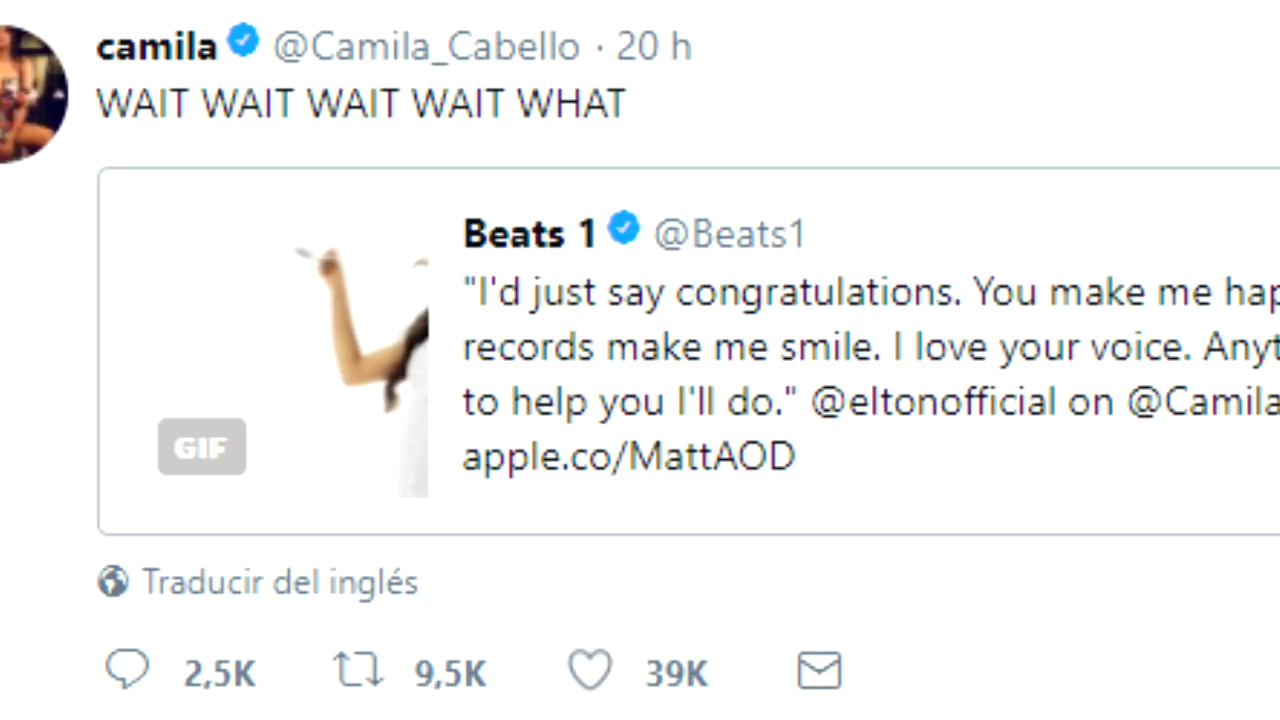 camila @Camila_Cabello · 20 h
WAIT WAIT WAIT WAIT WHAT
Beats 1 @Beats1
"I'd just say congratulations. You make me hap
records make me smile. I love your voice. Anyt
to help you I'll do." @eltonofficial on @Camila
apple.co/MattAOD
GIF
Traducir del inglés
2,5K 9,5K 39K